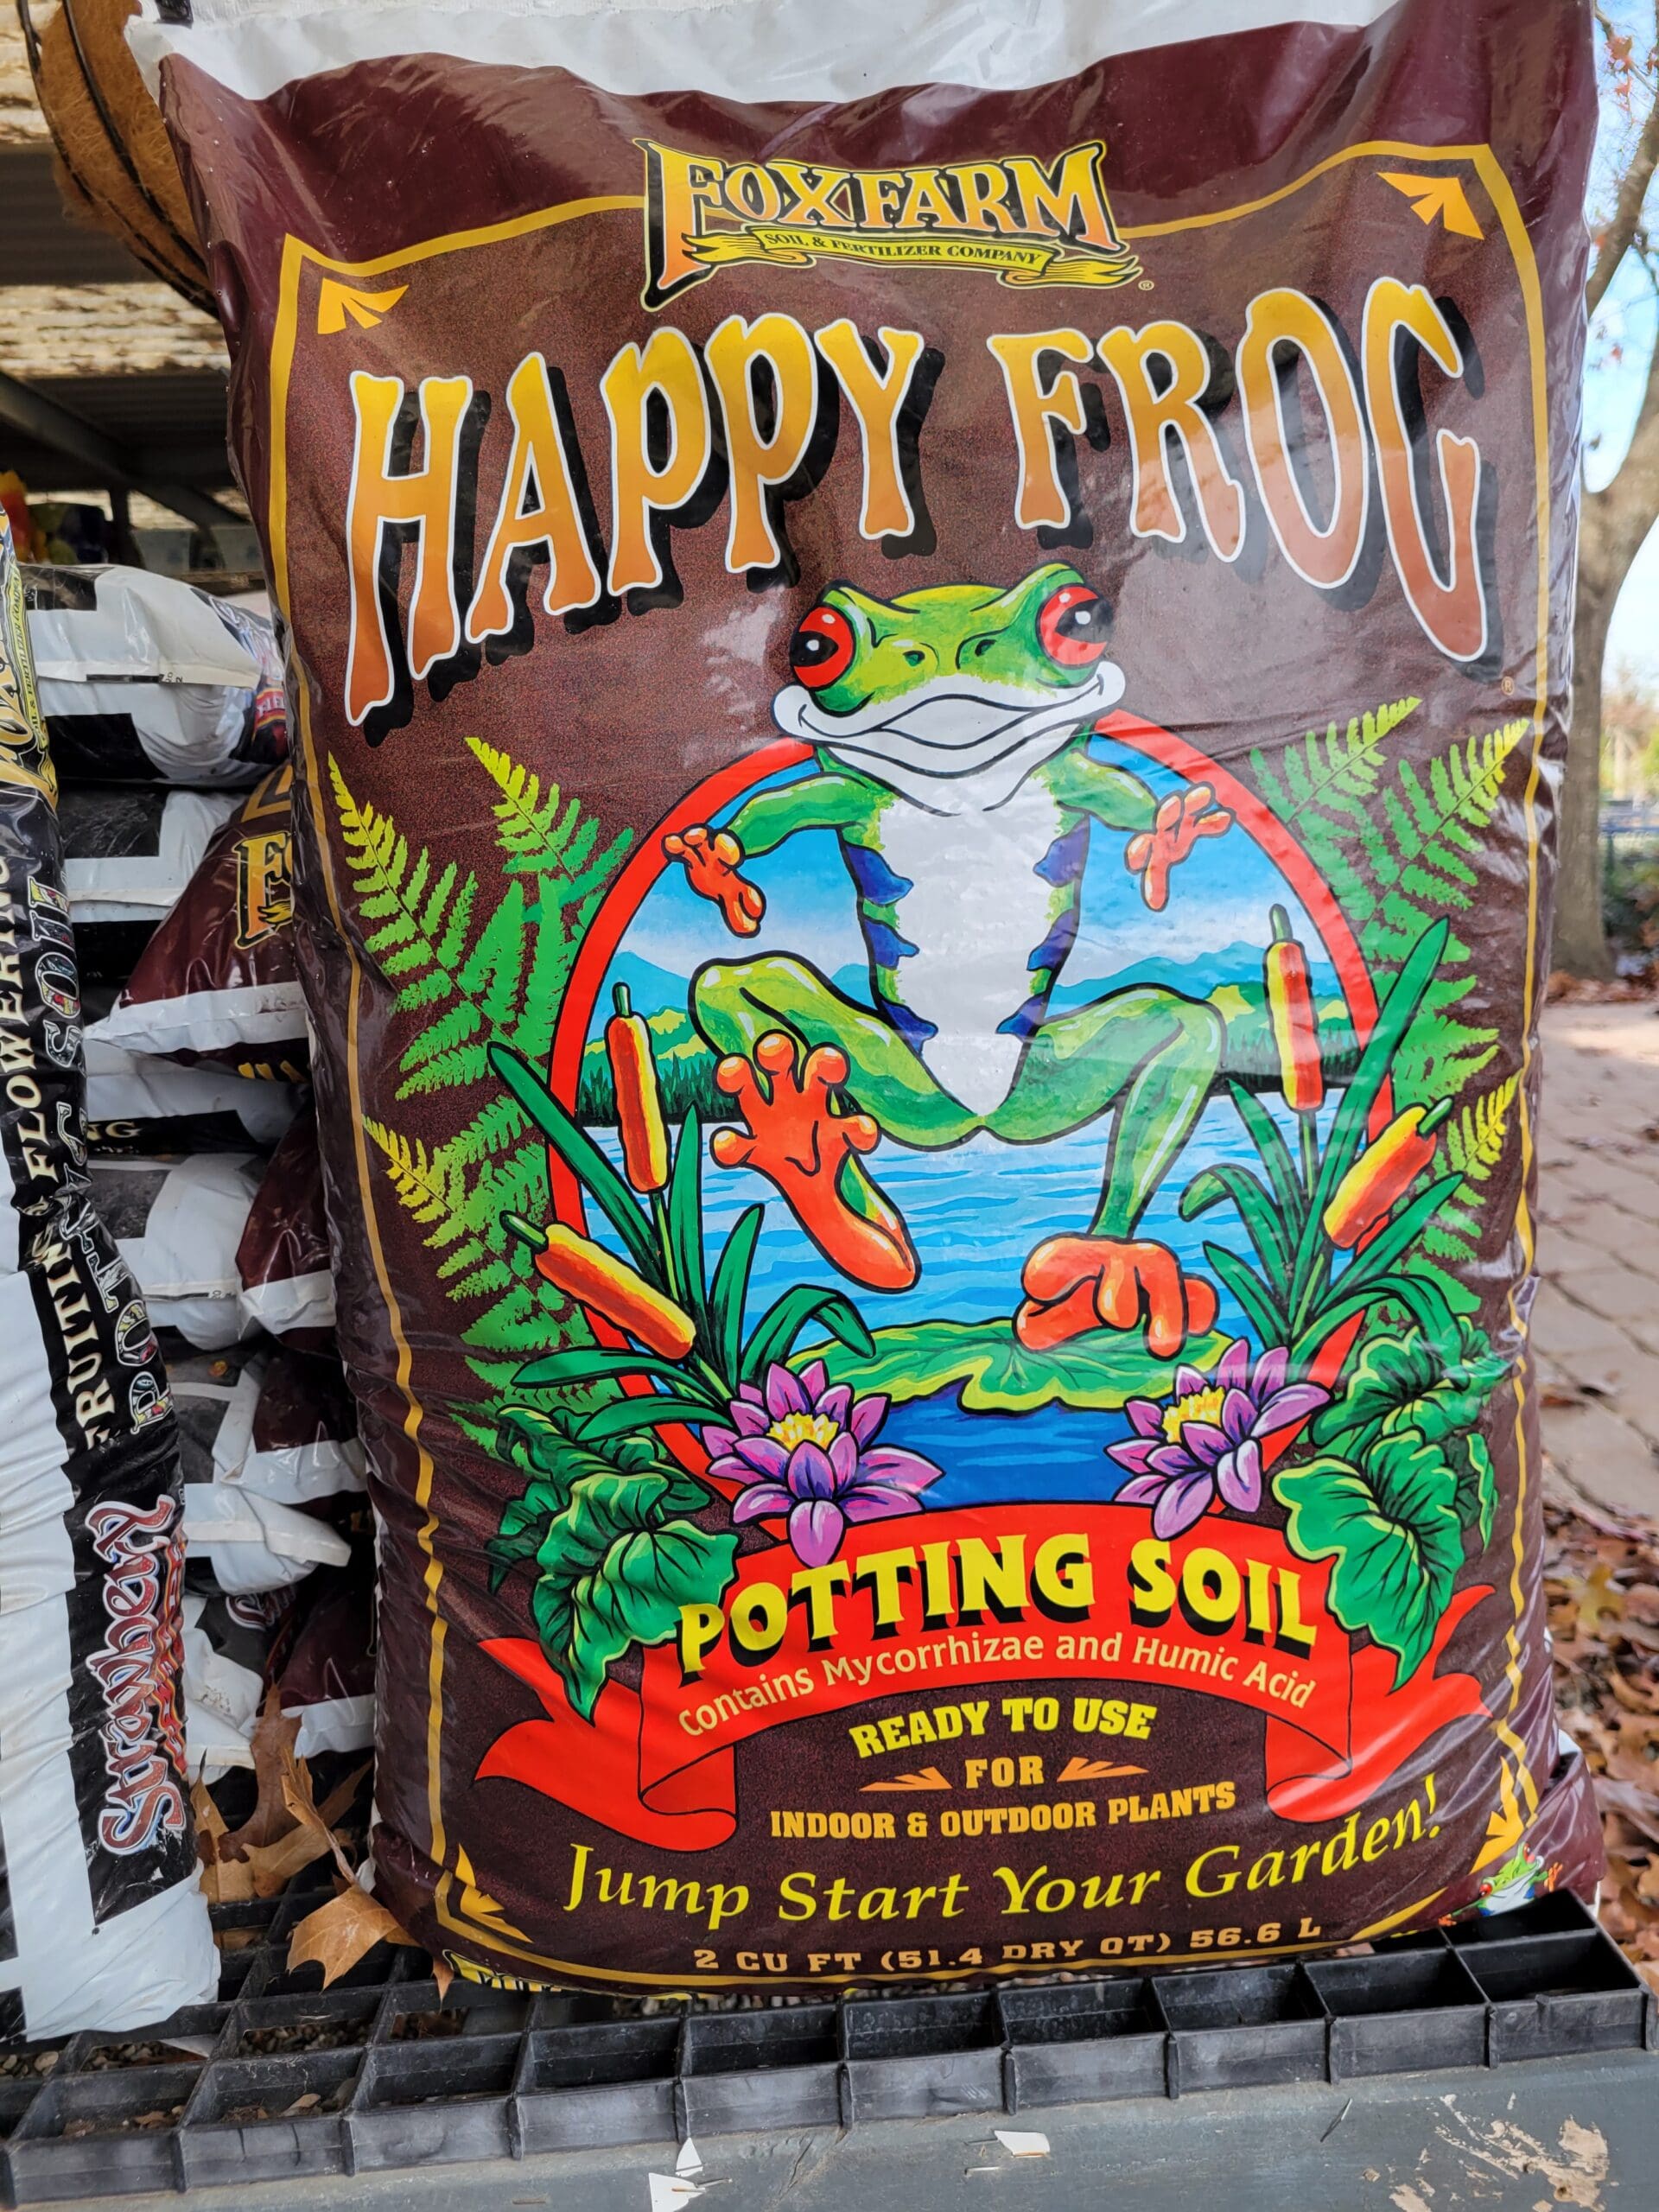 FOXFARM
SOIL & FERTILIZER COMPANY
®
HAPPY FROG
®
POTTING SOIL
Contains Mycorrhizae and Humic Acid
READY TO USE
FOR
INDOOR & OUTDOOR PLANTS
Jump Start Your Garden!
2 CU FT (51.4 DRY QT) 56.6 L
Strawberry
& FLOWERING